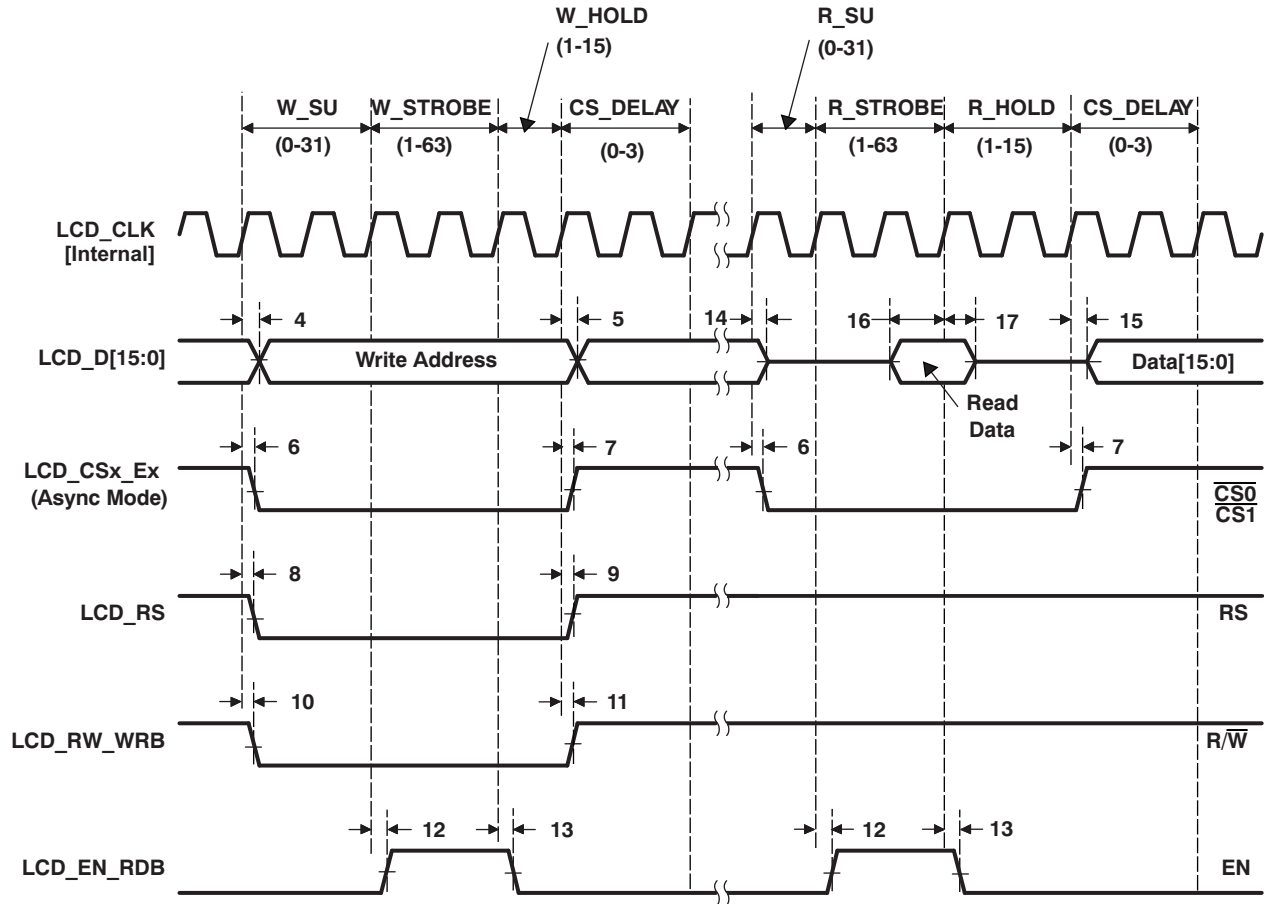 W_HOLD
(1-15)
R_SU
(0-31)
W_SU W_STROBE CS_DELAY R_STROBE R_HOLD CS_DELAY
(0-31) (1-63) (0-3) (1-63 (1-15) (0-3)
LCD_CLK
[Internal]
4 5 14 16 17 15
LCD_D[15:0] Write Address Data[15:0]
Read
Data
6 7 6 7
LCD_CSx_Ex
(Async Mode)
CS0
CS1
8 9
LCD_RS RS
10 11
LCD_RW_WRB R/W
12 13 12 13
LCD_EN_RDB EN